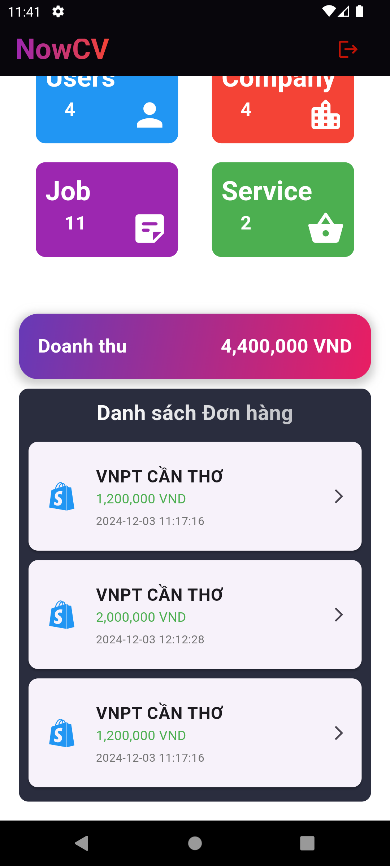 11:41
NowCV
Users
4
Company
4
Job
11
Service
2
Doanh thu
4,400,000 VND
Danh sách Đơn hàng
VNPT CẦN THƠ
1,200,000 VND
2024-12-03 11:17:16
VNPT CẦN THƠ
2,000,000 VND
2024-12-03 12:12:28
VNPT CẦN THƠ
1,200,000 VND
2024-12-03 11:17:16